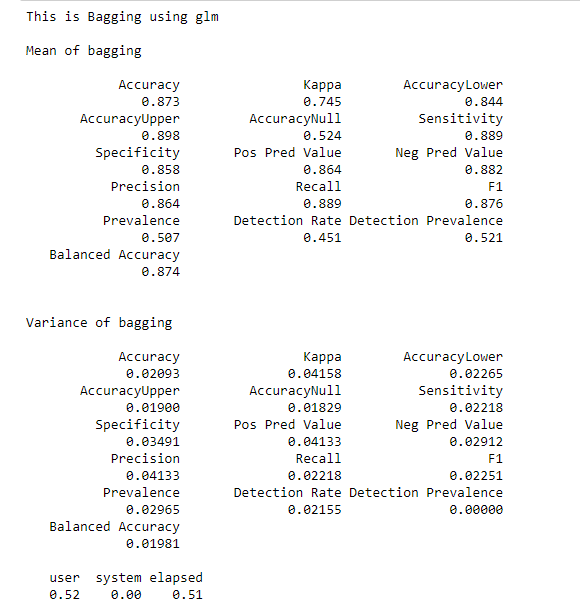 This is Bagging using glm
Mean of bagging
Accuracy Kappa AccuracyLower
0.873 0.745 0.844
AccuracyUpper AccuracyNull Sensitivity
0.898 0.524 0.889
Specificity Pos Pred Value Neg Pred Value
0.858 0.864 0.882
Precision Recall F1
0.864 0.889 0.876
Prevalence Detection Rate Detection Prevalence
0.507 0.451 0.521
Balanced Accuracy
0.874
Variance of bagging
Accuracy Kappa AccuracyLower
0.02093 0.04158 0.02265
AccuracyUpper AccuracyNull Sensitivity
0.01900 0.01829 0.02218
Specificity Pos Pred Value Neg Pred Value
0.03491 0.04133 0.02912
Precision Recall F1
0.04133 0.02218 0.02251
Prevalence Detection Rate Detection Prevalence
0.02965 0.02155 0.00000
Balanced Accuracy
0.01981
user system elapsed
0.52 0.00 0.51